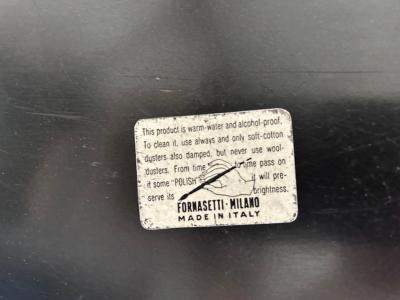 This product is warm-water and alcohol-proof.
To clean it, use always and only soft-cotton
dusters also damped, but never use wool-
dusters. From time to time pass on
it some "POLISH" it will pre-
serve its brightness.
FORNASETTI-MILANO
MADE IN ITALY